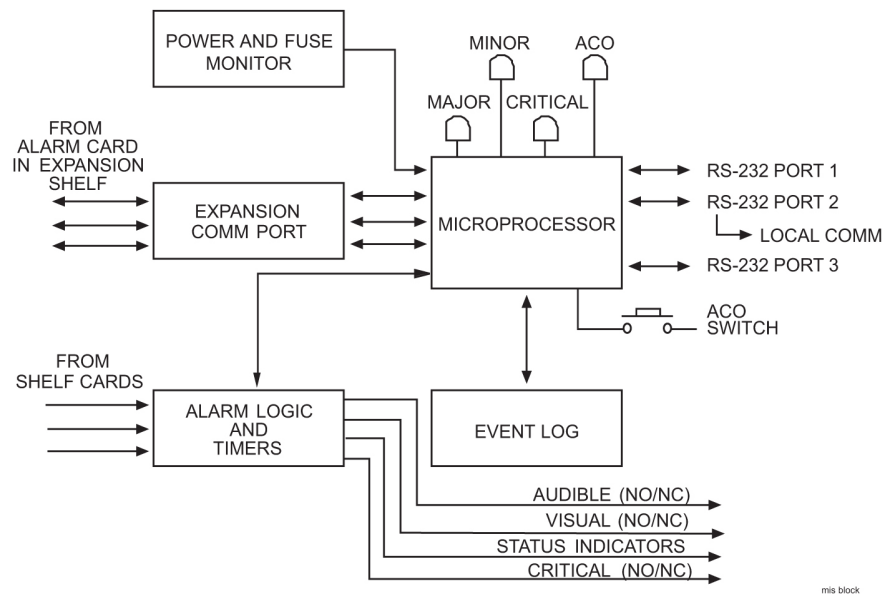 POWER AND FUSE
MONITOR
MINOR
ACO
MAJOR
CRITICAL
FROM
ALARM CARD
IN EXPANSION
SHELF
EXPANSION
COMM PORT
MICROPROCESSOR
RS-232 PORT 1
RS-232 PORT 2
LOCAL COMM
RS-232 PORT 3
ACO
SWITCH
FROM
SHELF CARDS
ALARM LOGIC
AND
TIMERS
EVENT LOG
AUDIBLE (NO/NC)
VISUAL (NO/NC)
STATUS INDICATORS
CRITICAL (NO/NC)
mis block